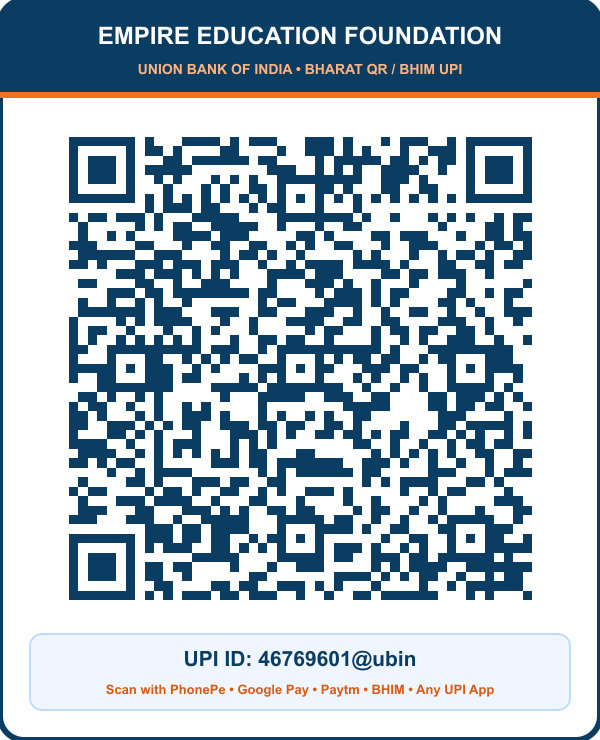 EMPIRE EDUCATION FOUNDATION
UNION BANK OF INDIA • BHARAT QR / BHIM UPI
UPI ID: 46769601@ubin
Scan with PhonePe • Google Pay • Paytm • BHIM • Any UPI App